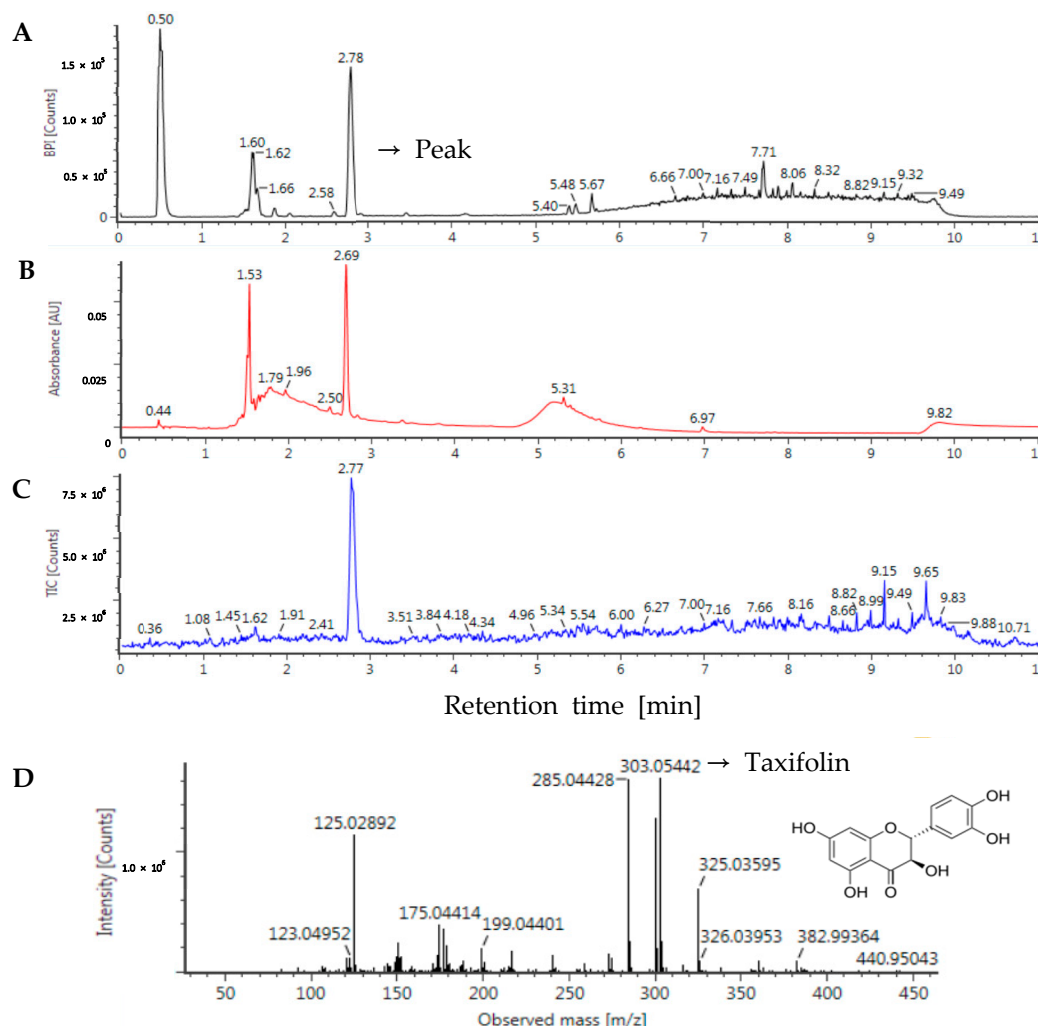 A
0.50
2.78
1.5 × 10⁵
1.0 × 10⁵
0.5 × 10⁵
0
BPI [Counts]
→ Peak
1.60
1.62
1.66
2.58
5.40
5.48
5.67
6.66
7.00
7.16
7.49
7.71
8.06
8.32
8.82
9.15
9.32
9.49
0 1 2 3 4 5 6 7 8 9 10 1
B
1.53
2.69
0.05
0.025
0
Absorbance [AU]
0.44
1.79
1.96
2.50
5.31
6.97
9.82
0 1 2 3 4 5 6 7 8 9 10 1
C
2.77
7.5 × 10⁶
5.0 × 10⁶
2.5 × 10⁶
TIC [Counts]
0.36
1.08
1.45
1.62
1.91
2.41
3.51
3.84
4.18
4.34
4.96
5.34
5.54
6.00
6.27
7.00
7.16
7.66
8.16
8.66
8.82
8.99
9.15
9.49
9.65
9.83
9.88
10.71
0 1 2 3 4 5 6 7 8 9 10 1
Retention time [min]
D
303.05442 → Taxifolin
285.04428
125.02892
1.0 × 10⁶
Intensity [Counts]
325.03595
175.04414
199.04401
123.04952
326.03953
382.99364
440.95043
HO
O
OH
OH
OH
O
OH
50 100 150 200 250 300 350 400 450
Observed mass [m/z]